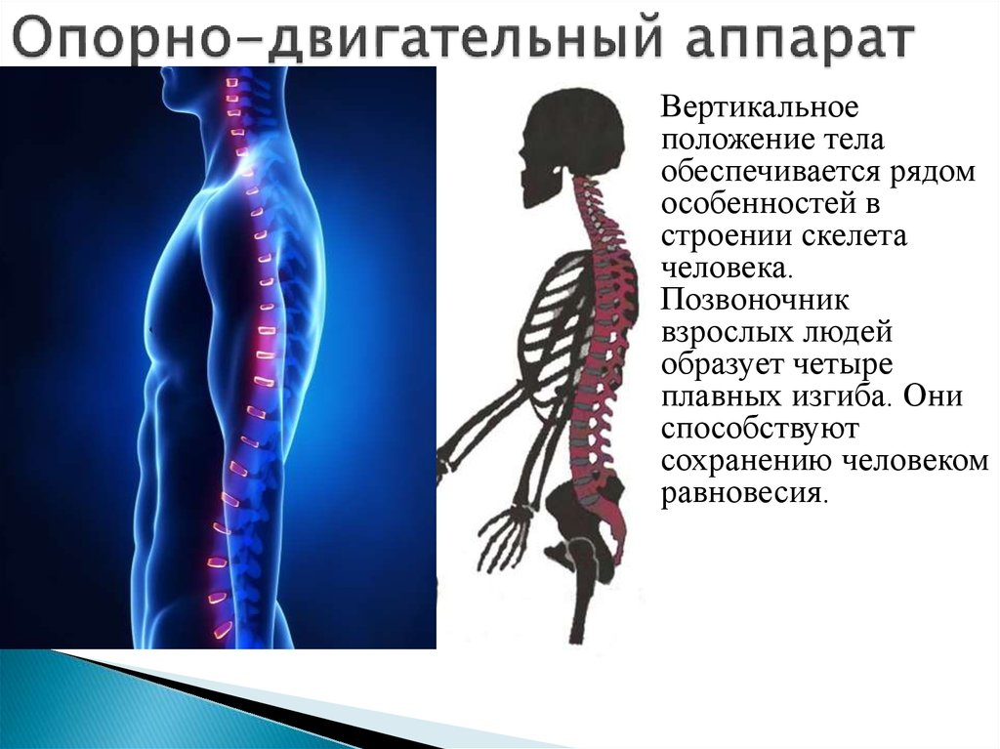 Опорно-двигательный аппарат
Вертикальное
положение тела
обеспечивается рядом
особенностей в
строении скелета
человека.
Позвоночник
взрослых людей
образует четыре
плавных изгиба. Они
способствуют
сохранению человеком
равновесия.